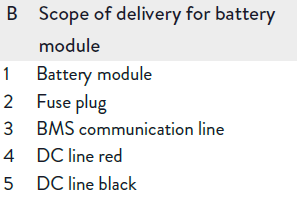 B Scope of delivery for battery
module
1 Battery module
2 Fuse plug
3 BMS communication line
4 DC line red
5 DC line black